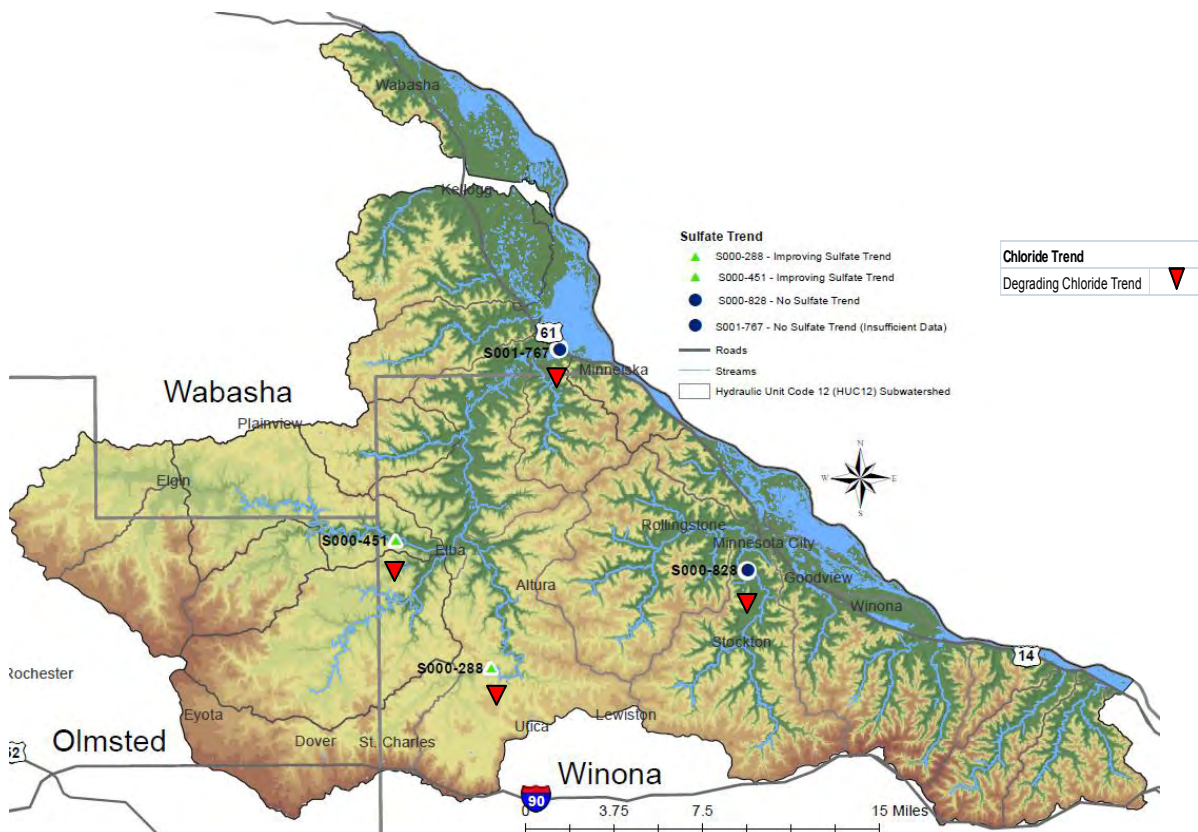 Wabasha
Kellogg
Sulfate Trend
S000-288 - Improving Sulfate Trend
S000-451 - Improving Sulfate Trend
S000-828 - No Sulfate Trend
S001-767 - No Sulfate Trend (Insufficient Data)
Roads
Streams
Hydraulic Unit Code 12 (HUC12) Subwatershed
Chloride Trend
Degrading Chloride Trend
61
S001-767
Minneiska
Wabasha
Plainview
Elgin
N
W
E
S
Rollingstone
S000-451
Elba
Minnesota City
S000-828
Goodview
Altura
Winona
Stockton
14
S000-288
Rochester
Eyota
Utica
Lewiston
Dover
St. Charles
Olmsted
52
Winona
90
0 3.75 7.5 15 Miles